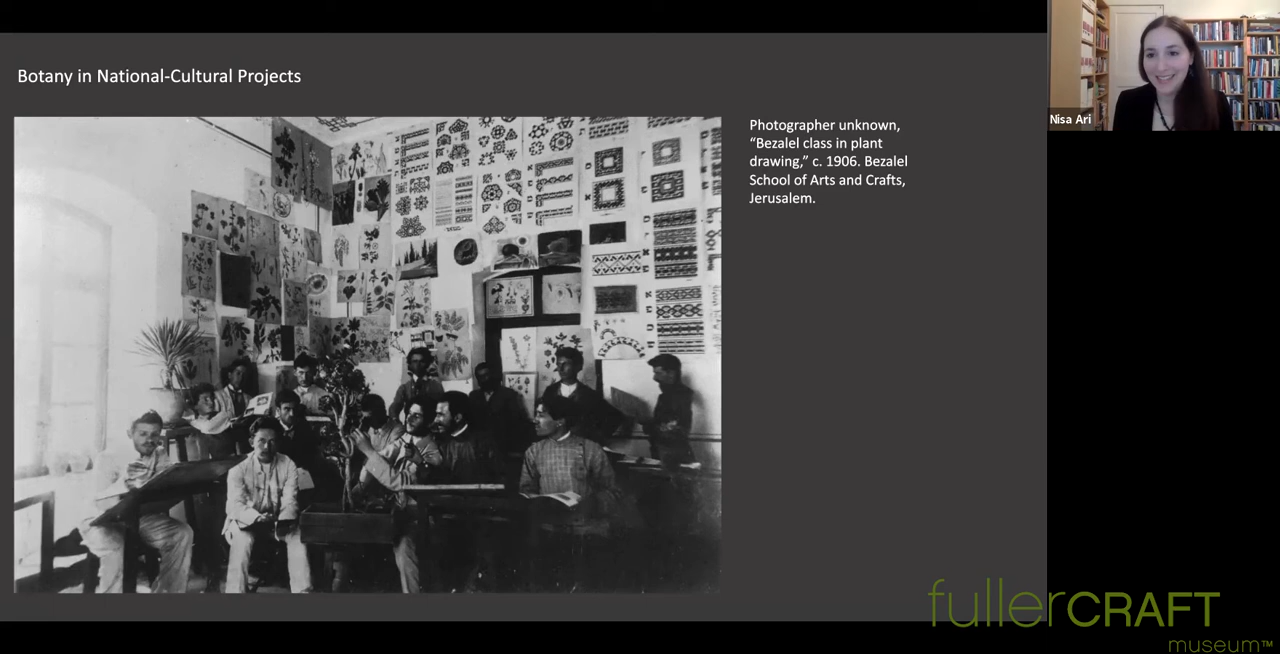 Botany in National-Cultural Projects
Photographer unknown,
“Bezalel class in plant
drawing,” c. 1906. Bezalel
School of Arts and Crafts,
Jerusalem.
Nisa Ari
fullerCRAFT
museum™